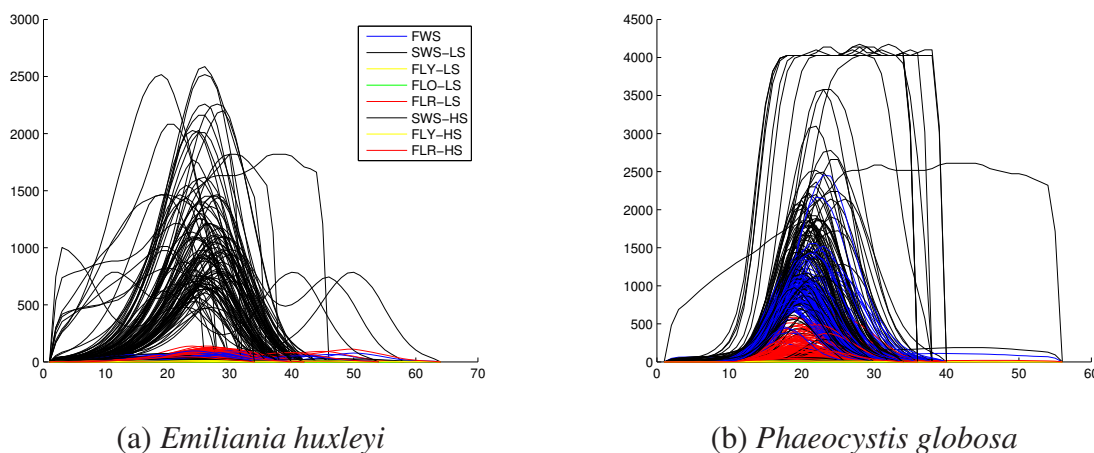 3000
2500
2000
1500
1000
500
0
0 10 20 30 40 50 60 70
FWS
SWS-LS
FLY-LS
FLO-LS
FLR-LS
SWS-HS
FLY-HS
FLR-HS
(a) Emiliania huxleyi
4500
4000
3500
3000
2500
2000
1500
1000
500
0
0 10 20 30 40 50 60
(b) Phaeocystis globosa